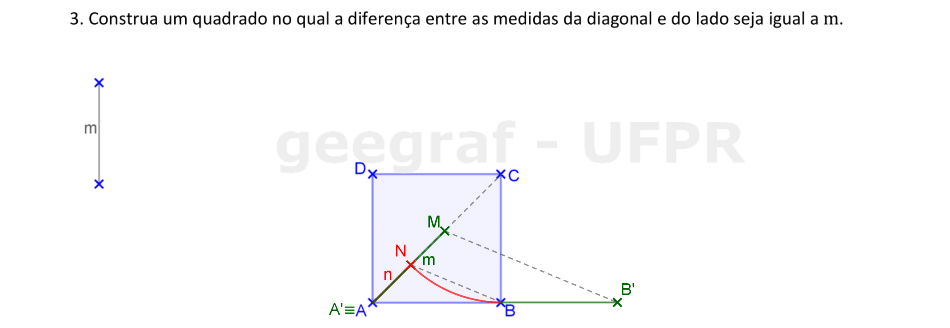 3. Construa um quadrado no qual a diferença entre as medidas da diagonal e do lado seja igual a m.
m
geegraf - UFPR
D
C
M
N
m
n
B'
A'≡A
B